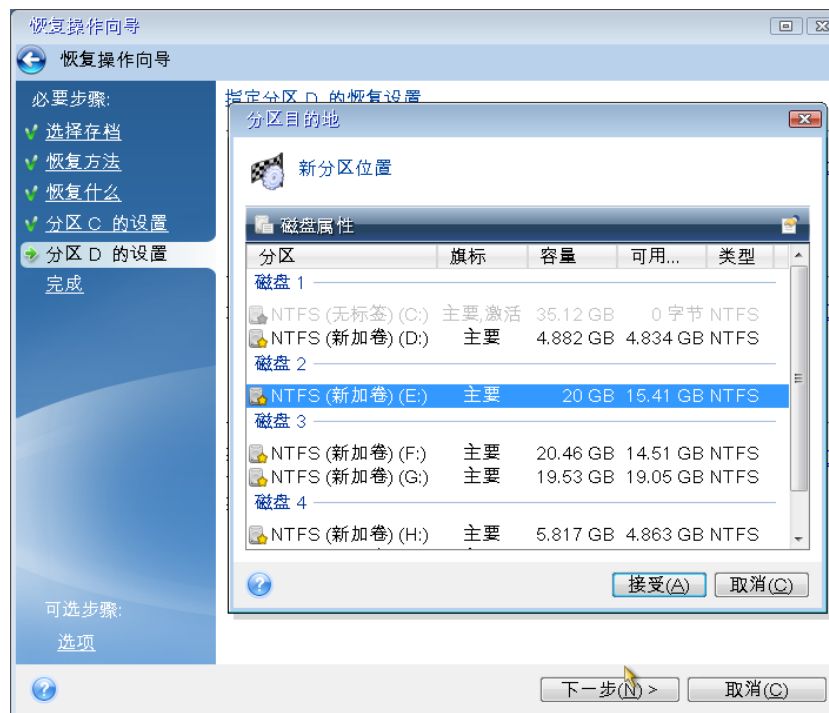 恢复操作向导
恢复操作向导
必要步骤:
选择存档
恢复方法
恢复什么
分区 C 的设置
分区 D 的设置
完成
可选步骤:
选项
指定分区 D 的恢复设置
分区目的地
新分区位置
磁盘属性
分区 旗标 容量 可用... 类型
磁盘 1
NTFS (无标签) (C:) 主要,激活 35.12 GB 0 字节 NTFS
NTFS (新加卷) (D:) 主要 4.882 GB 4.834 GB NTFS
磁盘 2
NTFS (新加卷) (E:) 主要 20 GB 15.41 GB NTFS
磁盘 3
NTFS (新加卷) (F:) 主要 20.46 GB 14.51 GB NTFS
NTFS (新加卷) (G:) 主要 19.53 GB 19.05 GB NTFS
磁盘 4
NTFS (新加卷) (H:) 主要 5.817 GB 4.863 GB NTFS
接受(A) 取消(C)
下一步(N) > 取消(C)